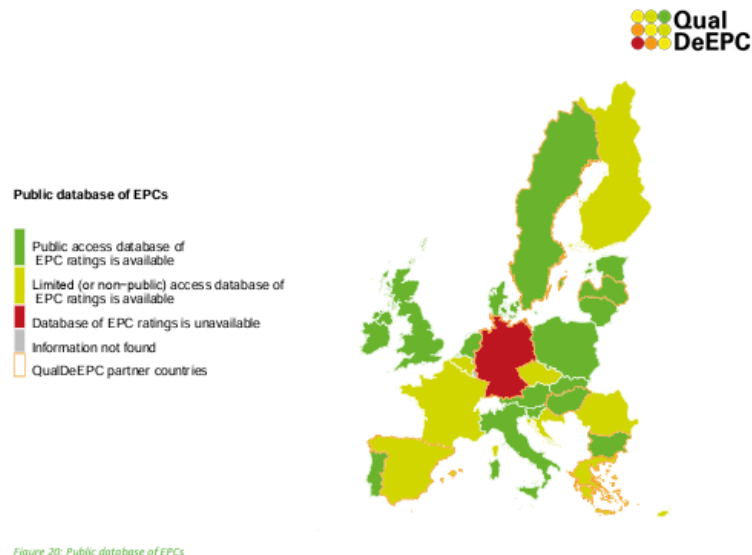 Qual
DeEPC
Public database of EPCs
Public access database of
EPC ratings is available
Limited (or non-public) access database of
EPC ratings is available
Database of EPC ratings is unavailable
Information not found
QualDeEPC partner countries
Figure 20: Public database of EPCs